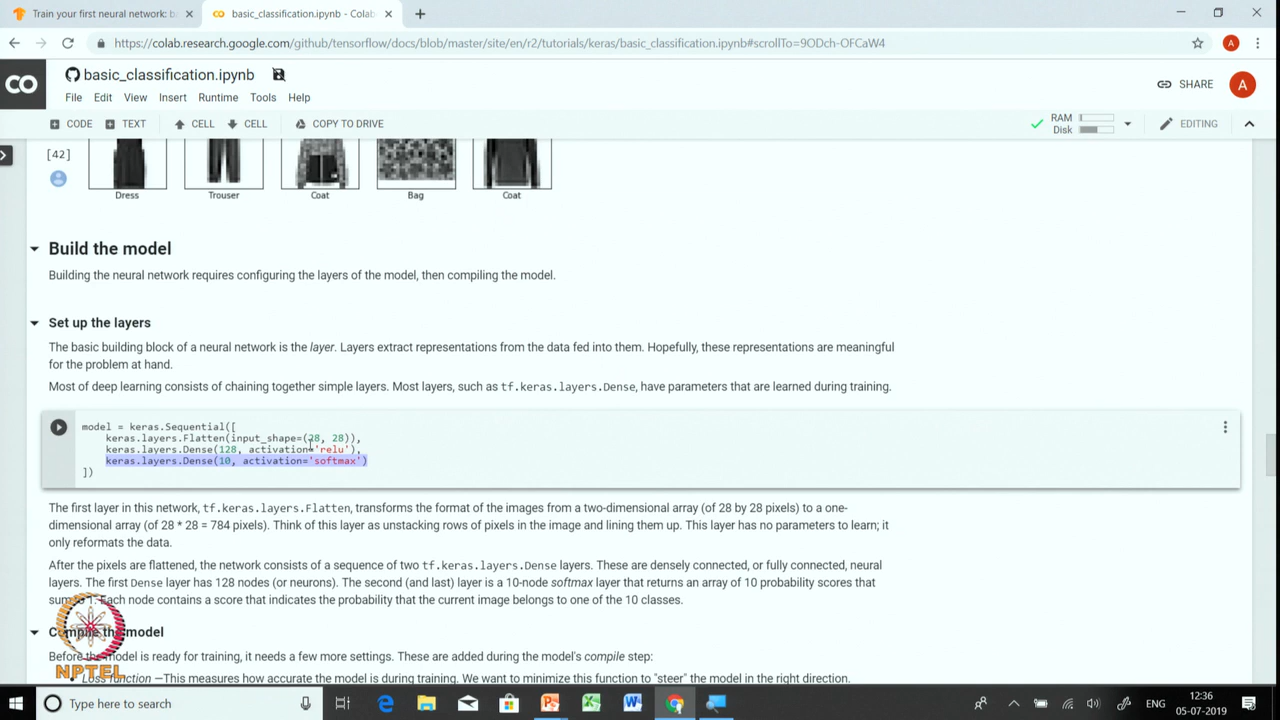 Train your first neural network: ba
basic_classification.ipynb - Colab
https://colab.research.google.com/github/tensorflow/docs/blob/master/site/en/r2/tutorials/keras/basic_classification.ipynb#scrollTo=9ODch-OFCaW4
A
CO
basic_classification.ipynb
SHARE
A
File Edit View Insert Runtime Tools Help
CODE TEXT CELL CELL COPY TO DRIVE
RAM
Disk
EDITING
[42]
Dress Trouser Coat Bag Coat
Build the model
Building the neural network requires configuring the layers of the model, then compiling the model.
Set up the layers
The basic building block of a neural network is the layer. Layers extract representations from the data fed into them. Hopefully, these representations are meaningful
for the problem at hand.
Most of deep learning consists of chaining together simple layers. Most layers, such as tf.keras.layers.Dense, have parameters that are learned during training.
model = keras.Sequential([
keras.layers.Flatten(input_shape=(28, 28)),
keras.layers.Dense(128, activation='relu'),
keras.layers.Dense(10, activation='softmax')
])
The first layer in this network, tf.keras.layers.Flatten, transforms the format of the images from a two-dimensional array (of 28 by 28 pixels) to a one-
dimensional array (of 28 * 28 = 784 pixels). Think of this layer as unstacking rows of pixels in the image and lining them up. This layer has no parameters to learn; it
only reformats the data.
After the pixels are flattened, the network consists of a sequence of two tf.keras.layers.Dense layers. These are densely connected, or fully connected, neural
layers. The first Dense layer has 128 nodes (or neurons). The second (and last) layer is a 10-node softmax layer that returns an array of 10 probability scores that
sum to 1. Each node contains a score that indicates the probability that the current image belongs to one of the 10 classes.
Compile the model
Before the model is ready for training, it needs a few more settings. These are added during the model's compile step:
Loss function —This measures how accurate the model is during training. We want to minimize this function to "steer" the model in the right direction.
NPTEL
Type here to search
ENG
12:36
05-07-2019